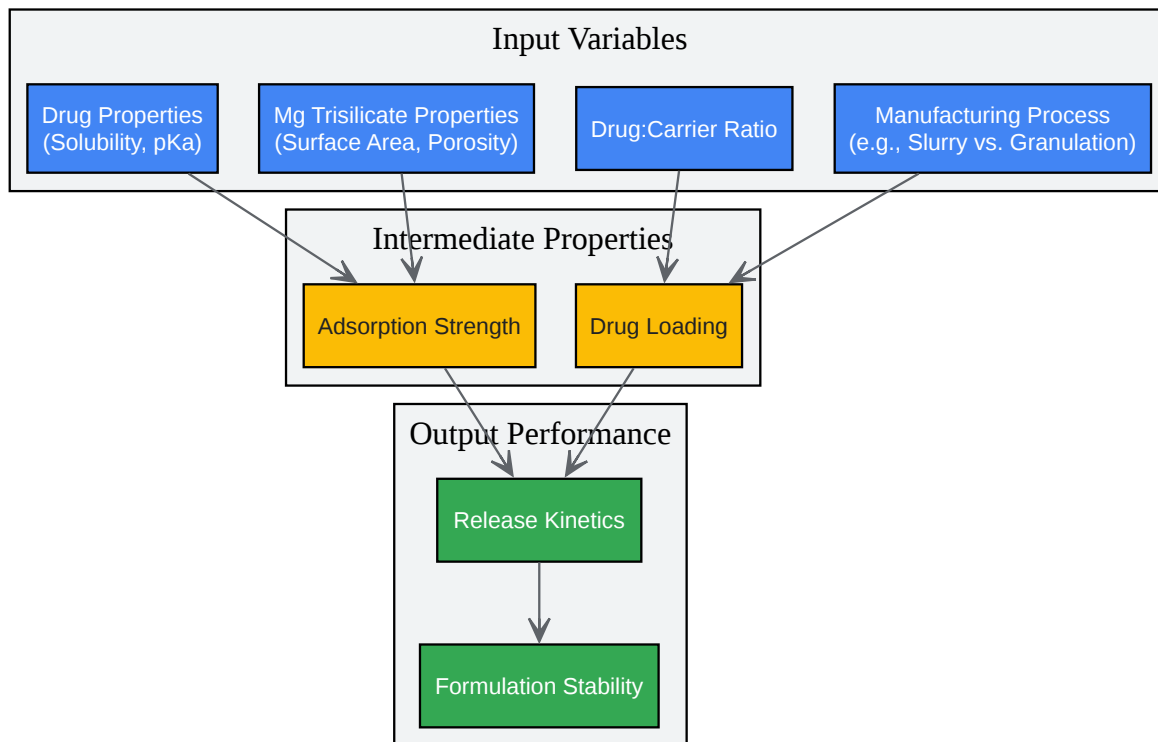 Input Variables
Drug Properties
(Solubility, pKa)
Mg Trisilicate Properties
(Surface Area, Porosity)
Drug:Carrier Ratio
Manufacturing Process
(e.g., Slurry vs. Granulation)
Intermediate Properties
Adsorption Strength
Drug Loading
Output Performance
Release Kinetics
Formulation Stability